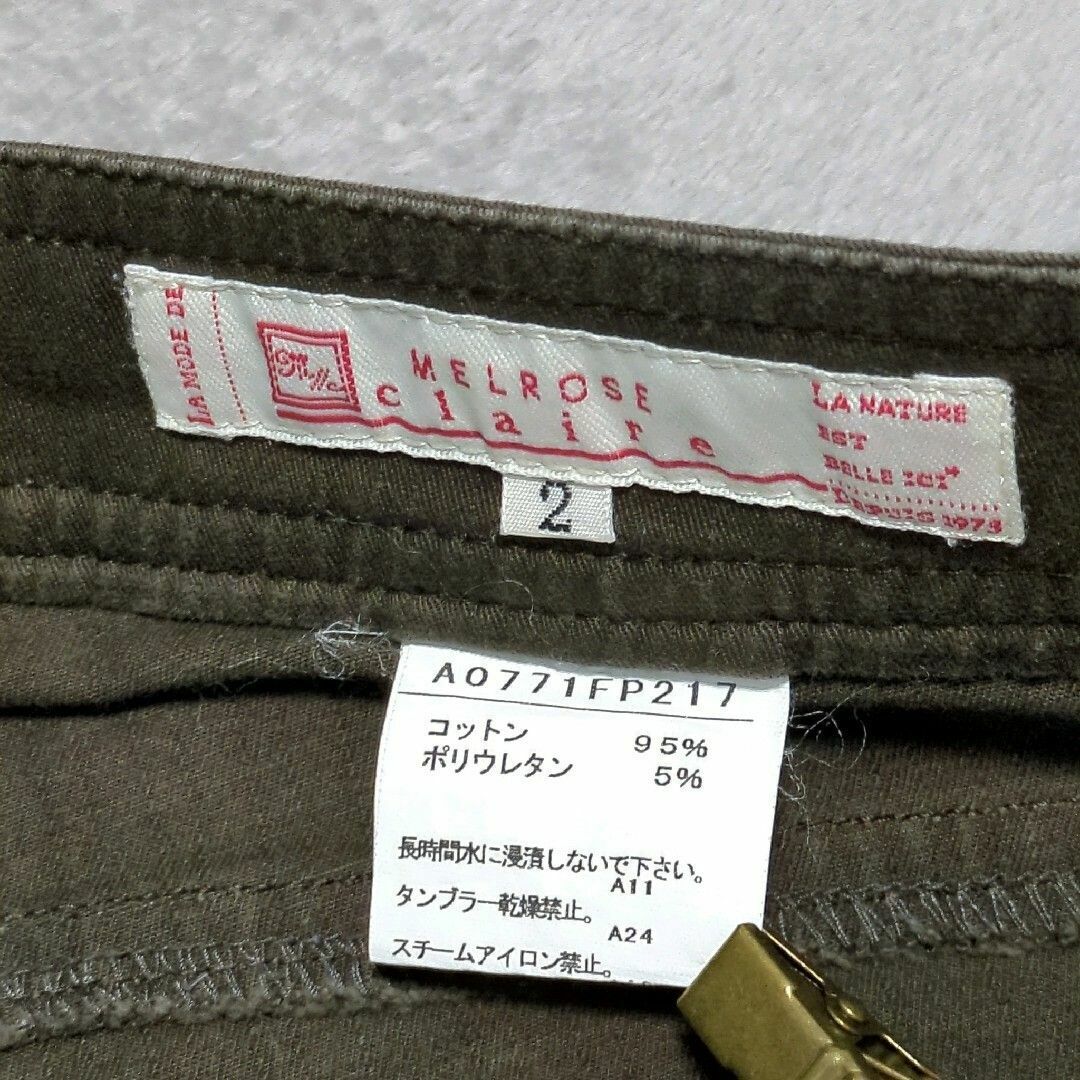 LA MODE DE
MELROSE
claire
LA NATURE
EST
BELLE ICI
DEPUIS 1973
2
A0771FP217
コットン 95%
ポリウレタン 5%
長時間水に浸漬しないで下さい。
A11
タンブラー乾燥禁止。
A24
スチームアイロン禁止。